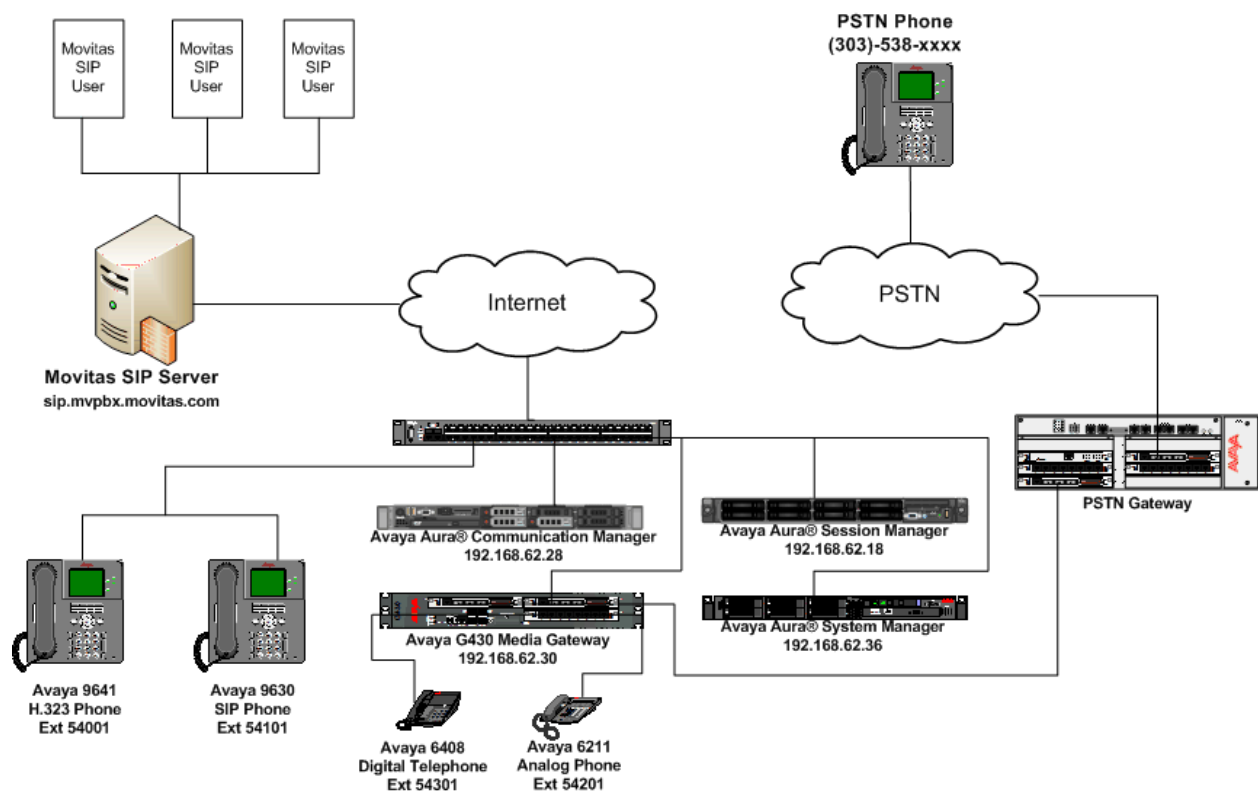 Movitas
SIP
User
Movitas
SIP
User
Movitas
SIP
User
PSTN Phone
(303)-538-xxxx
Internet
PSTN
Movitas SIP Server
sip.mvpbx.movitas.com
AVAYA
PSTN Gateway
Avaya Aura® Communication Manager
192.168.62.28
Avaya Aura® Session Manager
192.168.62.18
Avaya G430 Media Gateway
192.168.62.30
Avaya Aura® System Manager
192.168.62.36
Avaya 9641
H.323 Phone
Ext 54001
Avaya 9630
SIP Phone
Ext 54101
Avaya 6408
Digital Telephone
Ext 54301
Avaya 6211
Analog Phone
Ext 54201